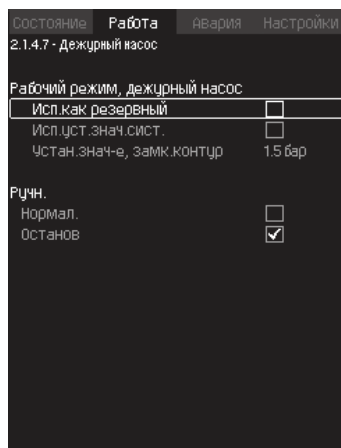 Состояние Работа Авария Настройки
2.1.4.7 - Дежурный насос
Рабочий режим, дежурный насос
Исп.как резервный
Исп.уст.знач.сист.
Устан.знач-е, замк.контур 1.5 бар
Ручн.
Нормал.
Останов